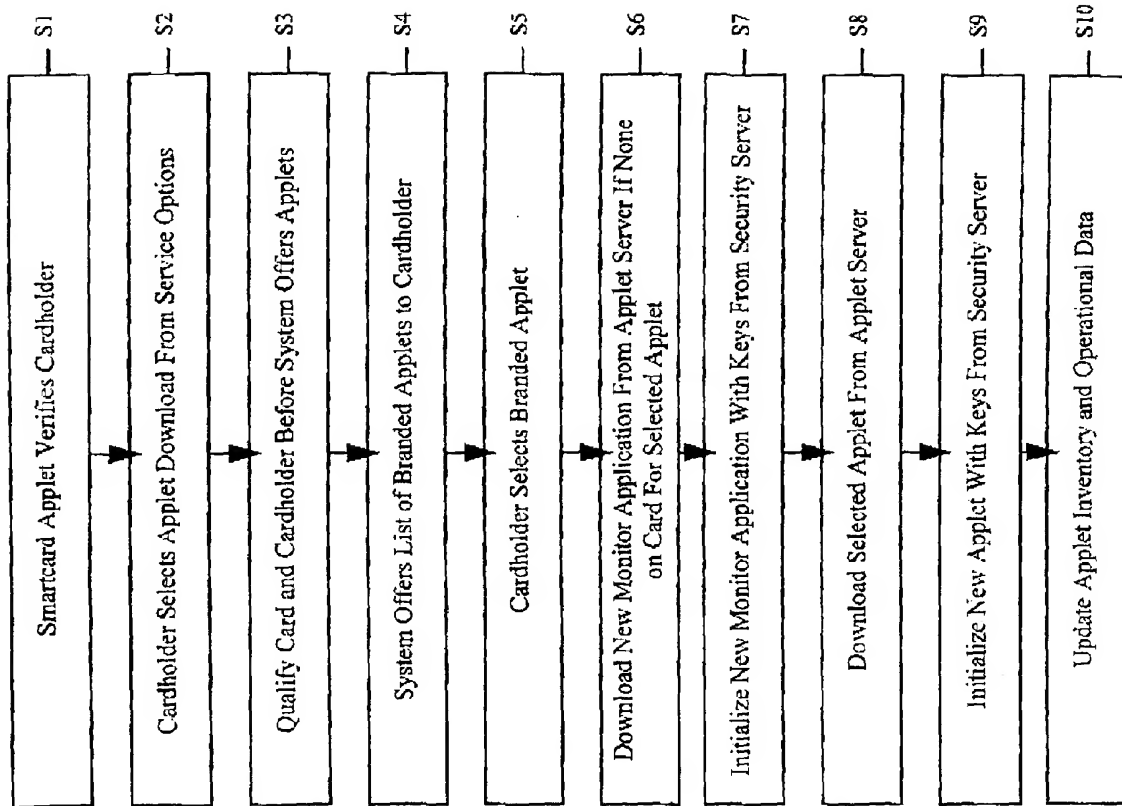 Smartcard Applet Verifies Cardholder
S1
Cardholder Selects Applet Download From Service Options
S2
Qualify Card and Cardholder Before System Offers Applets
S3
System Offers List of Branded Applets to Cardholder
S4
Cardholder Selects Branded Applet
S5
Download New Monitor Application From Applet Server If None
on Card For Selected Applet
S6
Initialize New Monitor Application With Keys From Security Server
S7
Download Selected Applet From Applet Server
S8
Initialize New Applet With Keys From Security Server
S9
Update Applet Inventory and Operational Data
S10